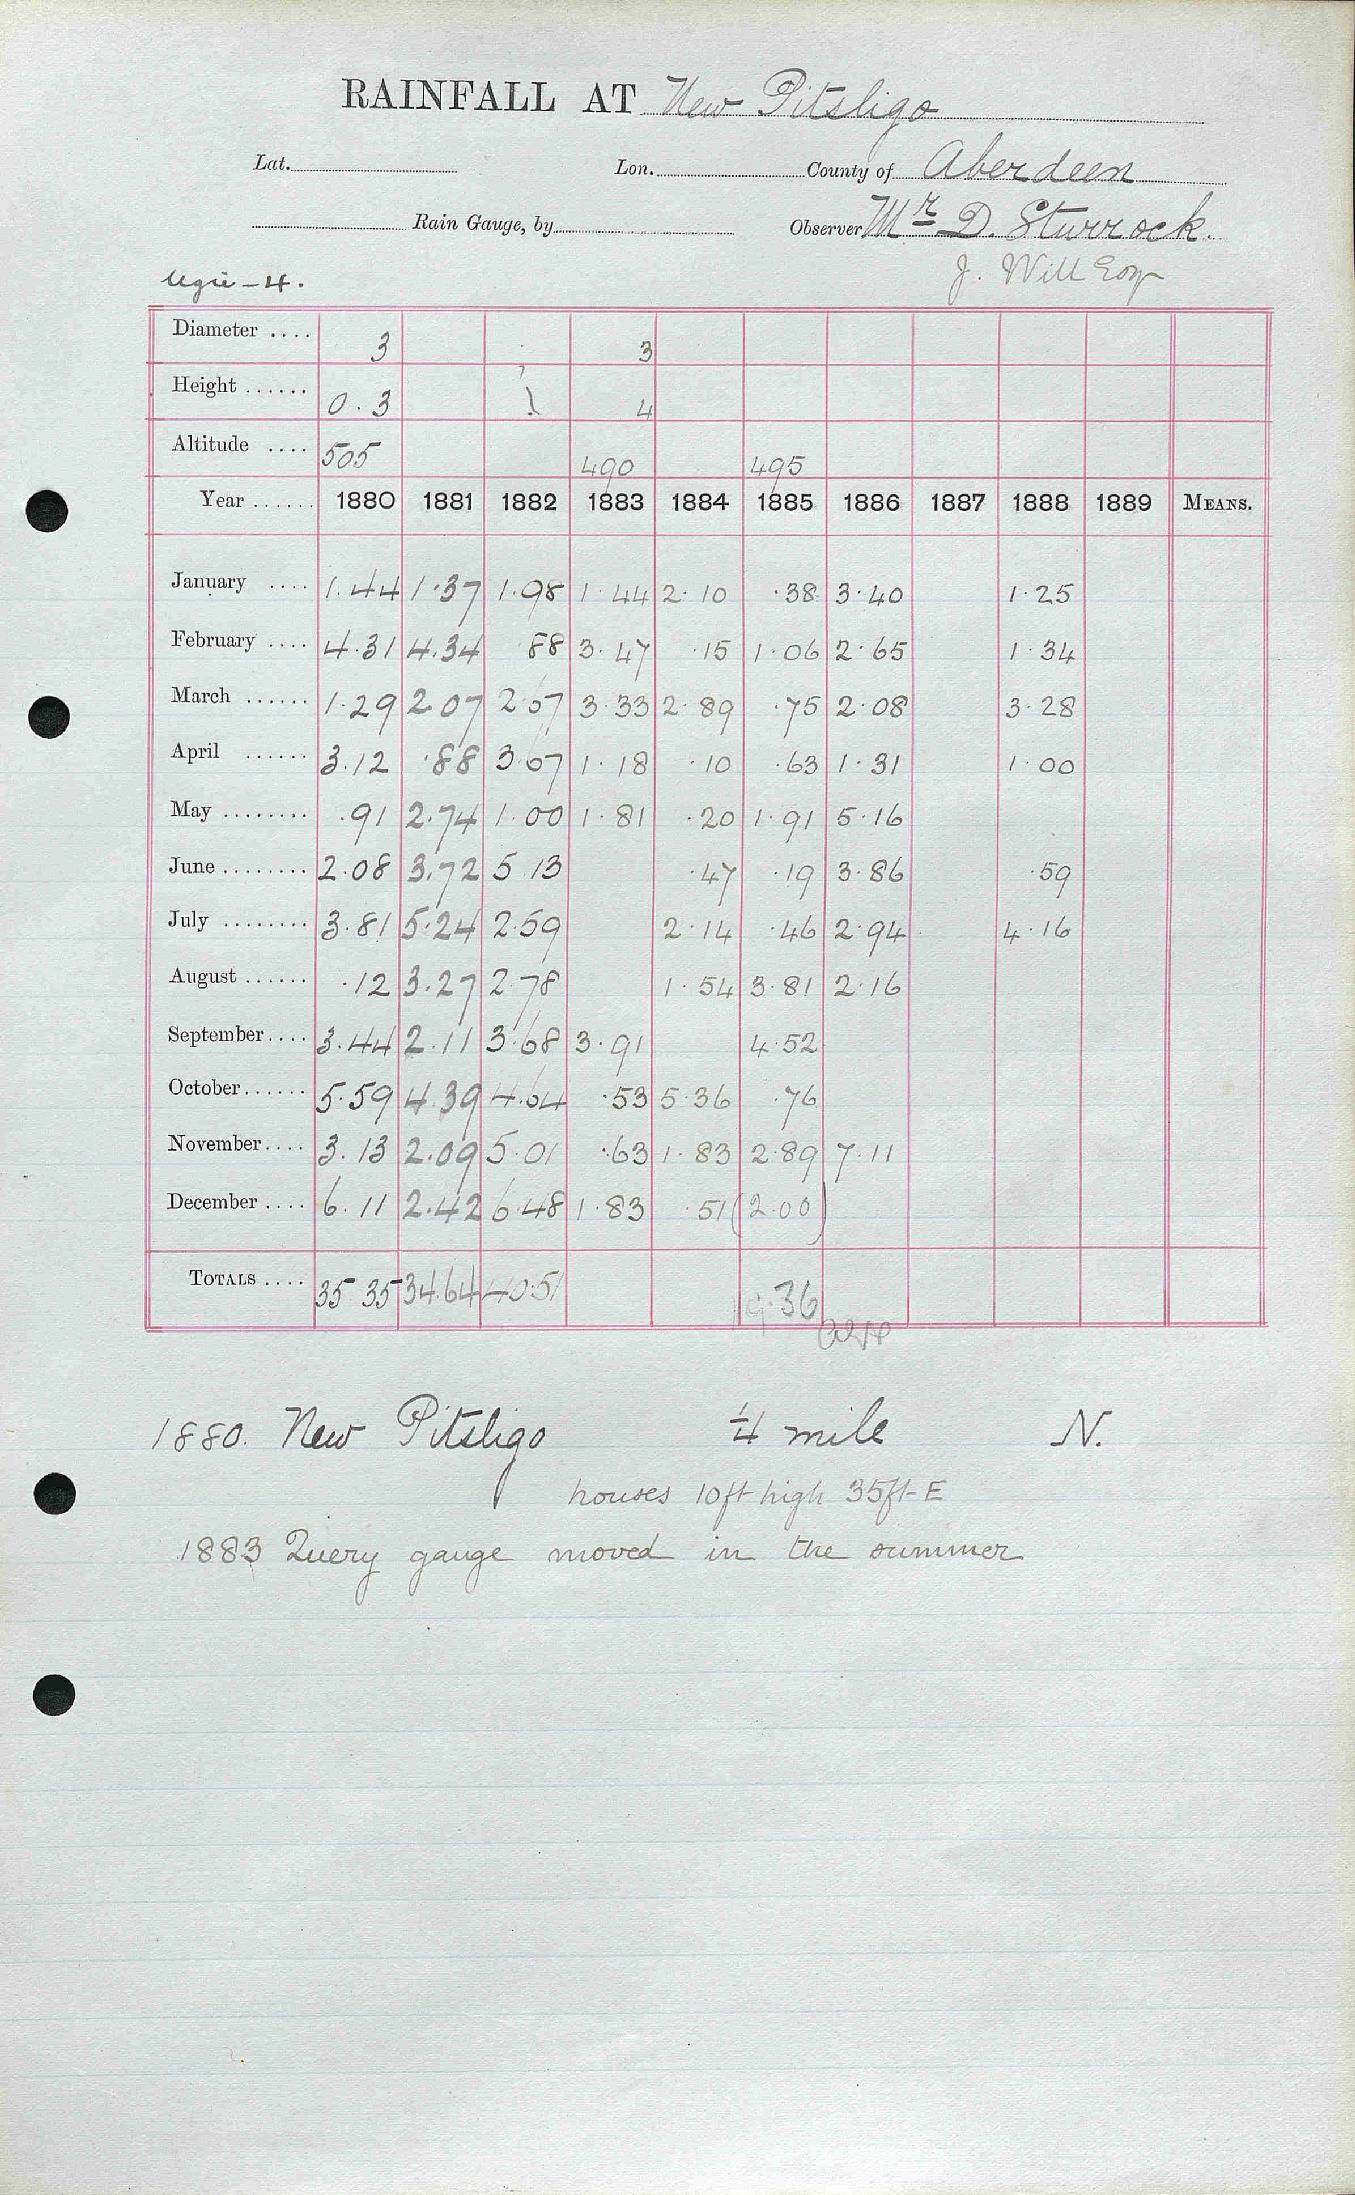 RAINFALL AT New Pitsligo
Lat. Lon. County of Aberdeen
Rain Gauge, by Observer Mr D. Sturrock.
Ugie - 4. J. Will Esqr
Diameter .... 3 3
Height ...... 0.3 1 4
Altitude .... 505 490 495
Year ...... 1880 1881 1882 1883 1884 1885 1886 1887 1888 1889 MEANS.
January .... 1.44 1.37 1.98 1.44 2.10 .38 3.40 1.25
February .... 4.31 4.34 .88 3.47 .15 1.06 2.65 1.34
March ...... 1.29 2.07 2.67 3.33 2.89 .75 2.08 3.28
April ...... 3.12 .88 3.67 1.18 .10 .63 1.31 1.00
May ........ .91 2.74 1.00 1.81 .20 1.91 5.16
June ........ 2.08 3.72 5.13 .47 .19 3.86 .59
July ........ 3.81 5.24 2.59 2.14 .46 2.94 4.16
August ...... .12 3.27 2.78 1.54 3.81 2.16
September .... 3.44 2.11 3.68 3.91 4.52
October ...... 5.59 4.39 4.64 .53 5.36 .76
November .... 3.13 2.09 5.01 .63 1.83 2.89 7.11
December .... 6.11 2.42 6.48 1.83 .51 (2.00)
TOTALS .... 35 35 34.64 40.51 19.36
1880. New Pitsligo 1/4 mile N.
houses 10ft high 35ft E
1883 Query gauge moved in the summer